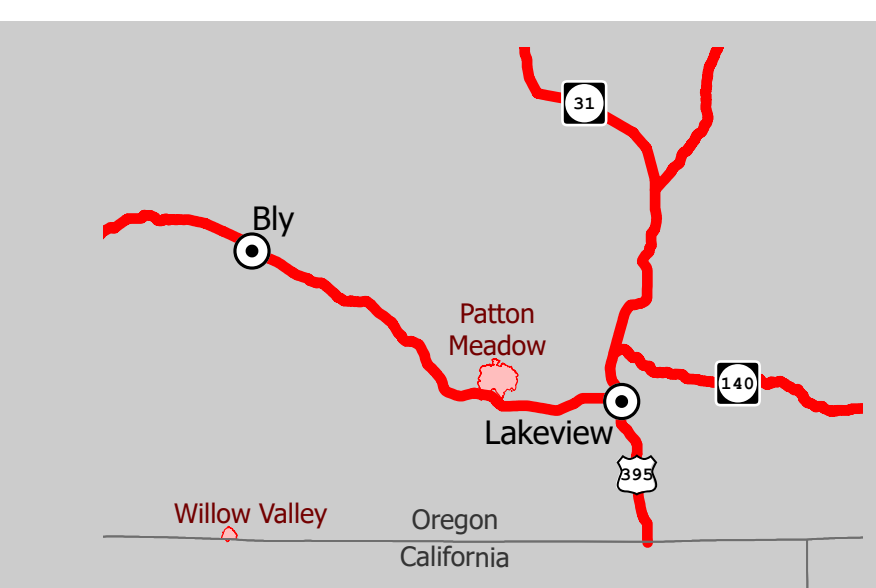 31
Bly
Patton
Meadow
140
Lakeview
395
Willow Valley
Oregon
California